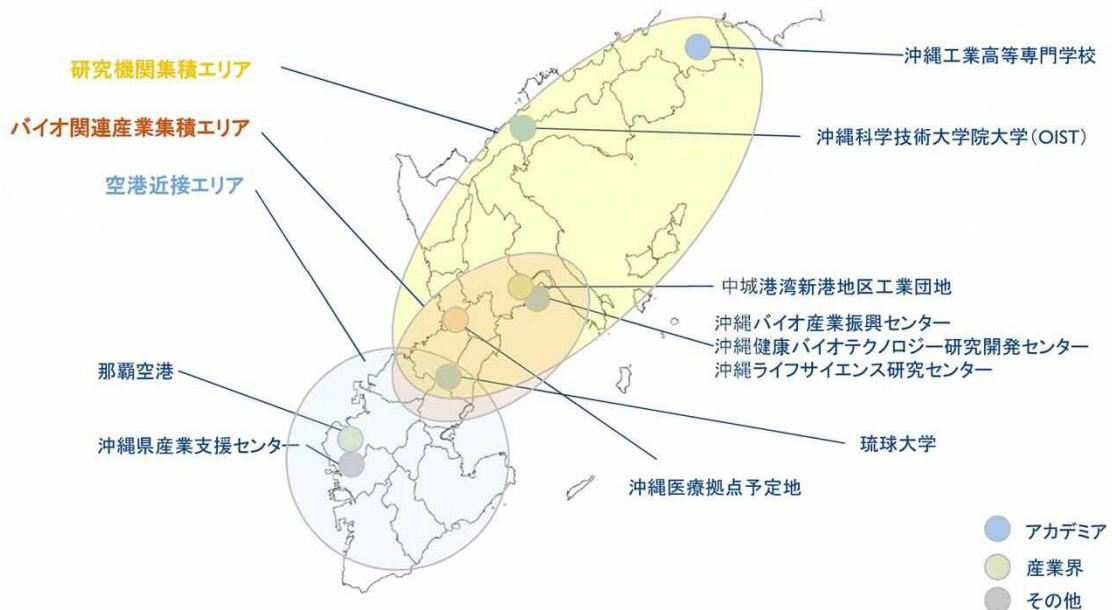 研究機関集積エリア
バイオ関連産業集積エリア
空港近接エリア
那覇空港
沖縄県産業支援センター
沖縄工業高等専門学校
沖縄科学技術大学院大学(OIST)
中城港湾新港地区工業団地
沖縄バイオ産業振興センター
沖縄健康バイオテクノロジー研究開発センター
沖縄ライフサイエンス研究センター
琉球大学
沖縄医療拠点予定地
アカデミア
産業界
その他